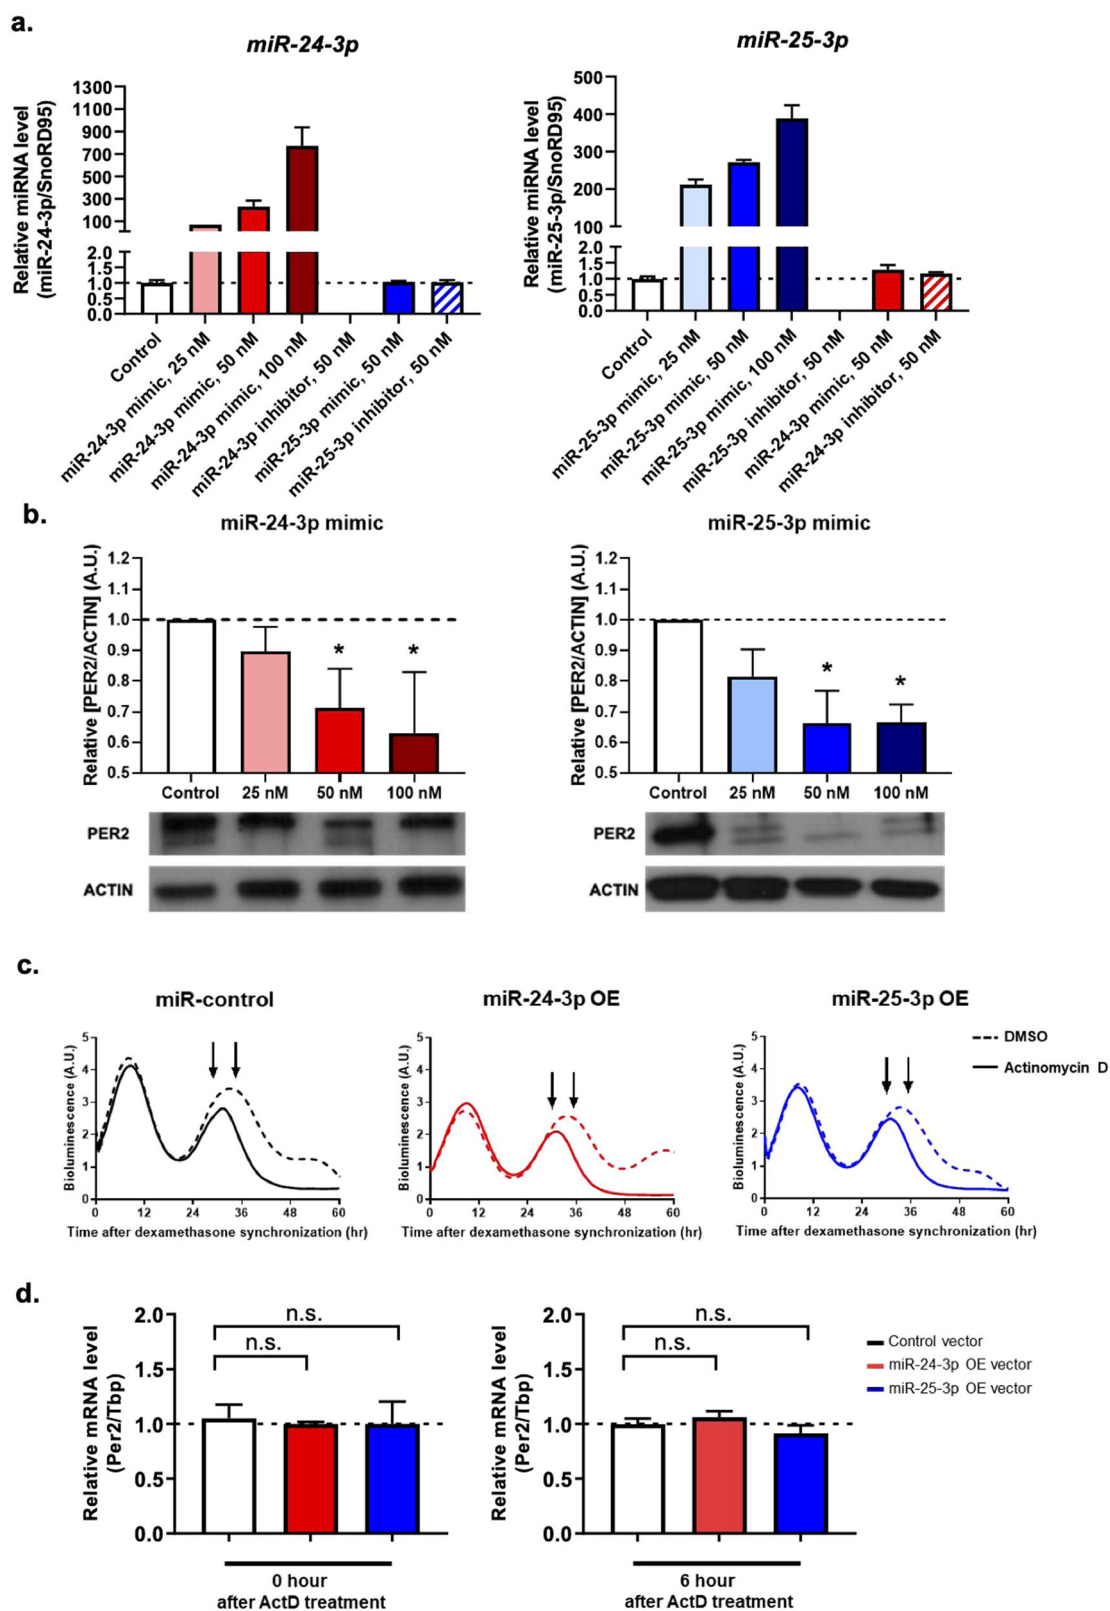 a.
miR-24-3p
Relative miRNA level
(miR-24-3p/SnoRD95)
1300
1100
900
700
500
300
100
2.0
1.5
1.0
0.5
0.0
Control
miR-24-3p mimic, 25 nM
miR-24-3p mimic, 50 nM
miR-24-3p mimic, 100 nM
miR-24-3p inhibitor, 50 nM
miR-25-3p mimic, 50 nM
miR-25-3p inhibitor, 50 nM
miR-25-3p
Relative miRNA level
(miR-25-3p/SnoRD95)
500
400
300
200
100
2.0
1.5
1.0
0.5
0.0
Control
miR-25-3p mimic, 25 nM
miR-25-3p mimic, 50 nM
miR-25-3p mimic, 100 nM
miR-25-3p inhibitor, 50 nM
miR-24-3p mimic, 50 nM
miR-24-3p inhibitor, 50 nM
b.
miR-24-3p mimic
Relative [PER2/ACTIN] (A.U.)
1.2
1.1
1.0
0.9
0.8
0.7
0.6
0.5
* *
Control 25 nM 50 nM 100 nM
PER2
ACTIN
miR-25-3p mimic
Relative [PER2/ACTIN] (A.U.)
1.2
1.1
1.0
0.9
0.8
0.7
0.6
0.5
* *
Control 25 nM 50 nM 100 nM
PER2
ACTIN
c.
miR-control
Bioluminescence (A.U.)
5
4
3
2
1
0
0 12 24 36 48 60
Time after dexamethasone synchronization (hr)
miR-24-3p OE
Bioluminescence (A.U.)
5
4
3
2
1
0
0 12 24 36 48 60
Time after dexamethasone synchronization (hr)
miR-25-3p OE
Bioluminescence (A.U.)
5
4
3
2
1
0
0 12 24 36 48 60
Time after dexamethasone synchronization (hr)
DMSO
Actinomycin D
d.
Relative mRNA level
(Per2/Tbp)
2.0
1.5
1.0
0.5
0.0
n.s.
n.s.
0 hour
after ActD treatment
Relative mRNA level
(Per2/Tbp)
2.0
1.5
1.0
0.5
0.0
n.s.
n.s.
6 hour
after ActD treatment
Control vector
miR-24-3p OE vector
miR-25-3p OE vector